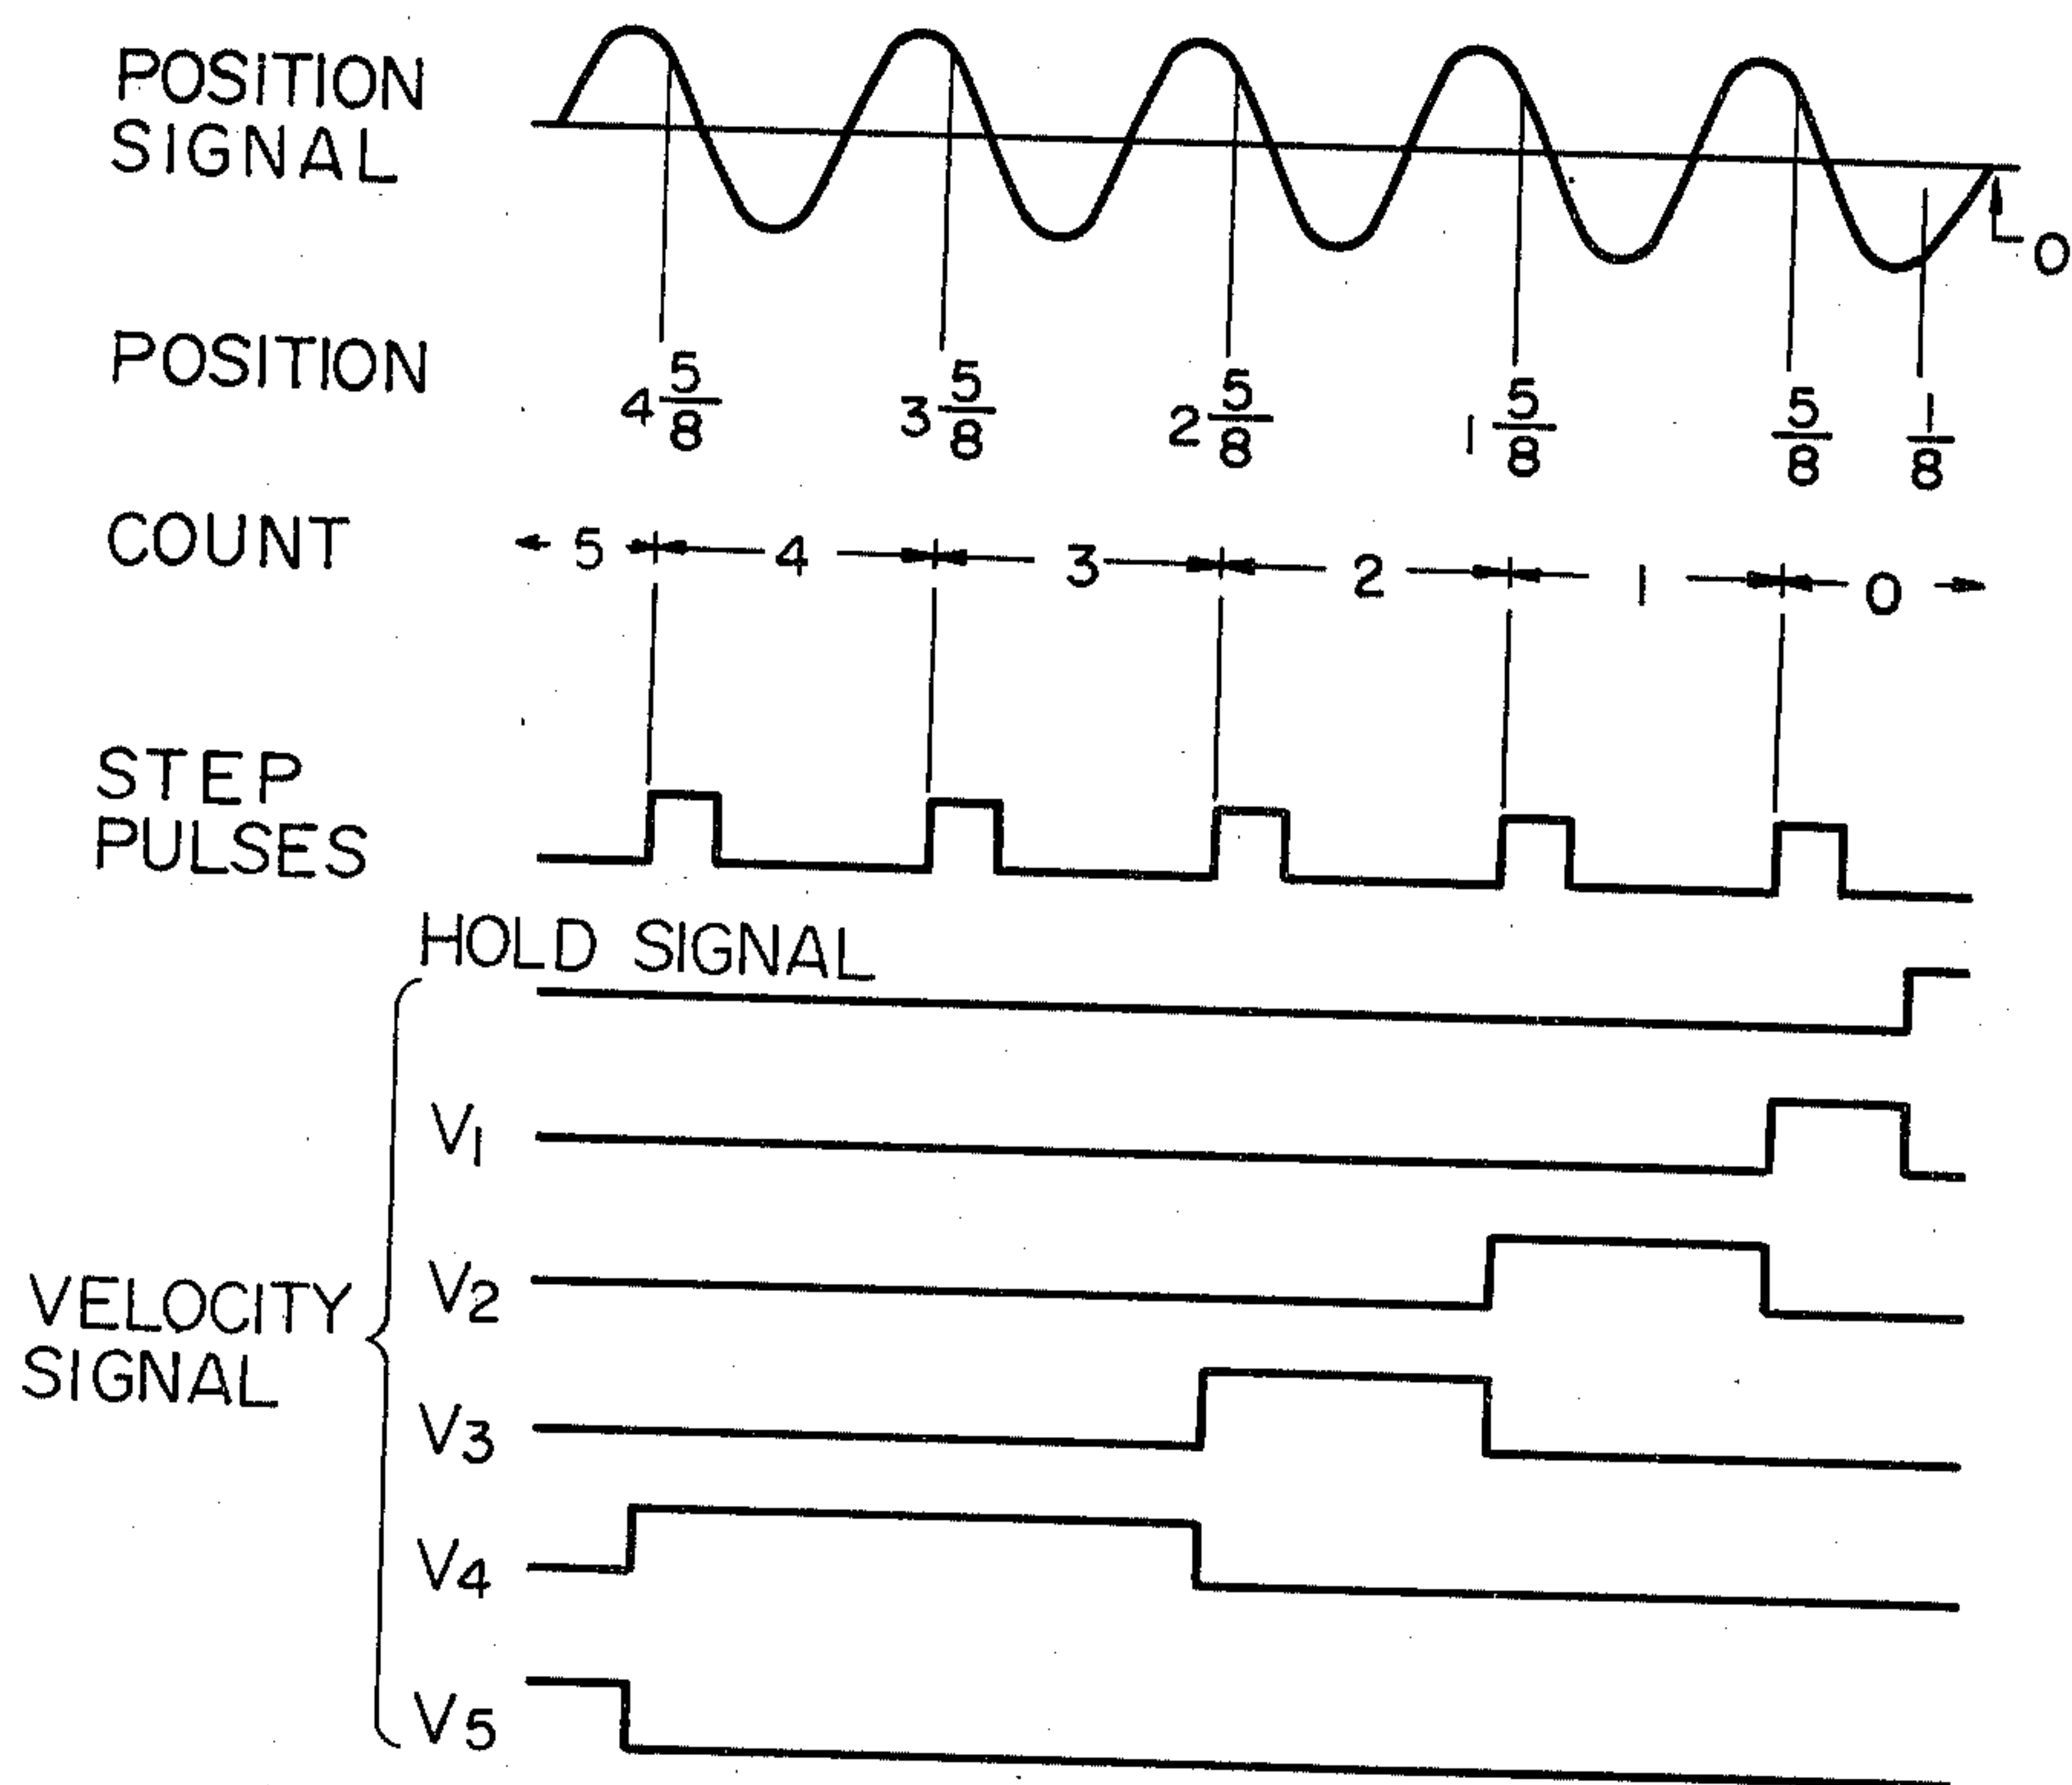 POSITION
SIGNAL
0
POSITION
4 5/8 3 5/8 2 5/8 1 5/8 5/8 1/8
COUNT 5 4 3 2 1 0
STEP
PULSES
HOLD SIGNAL
V1
V2
VELOCITY
SIGNAL
V3
V4
V5